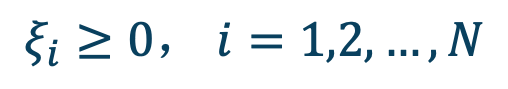 ξᵢ ≥ 0， i = 1,2, …, N